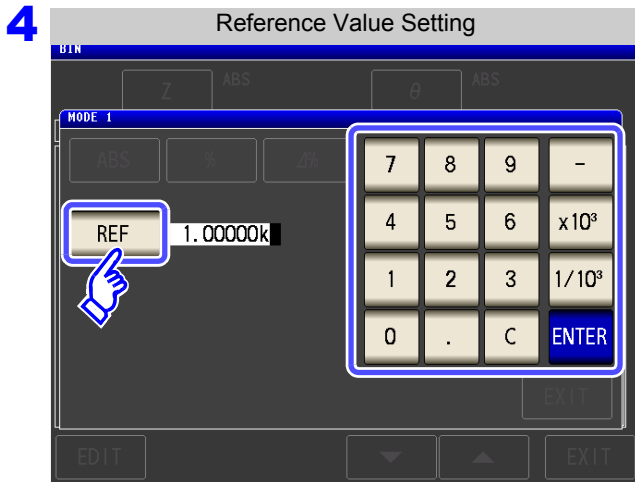 4
Reference Value Setting
BIN
Z ABS θ ABS
MODE 1
ABS % Δ%
7 8 9 −
REF 1.00000k
4 5 6 x10³
1 2 3 1/10³
0 . C ENTER
EXIT
EDIT EXIT